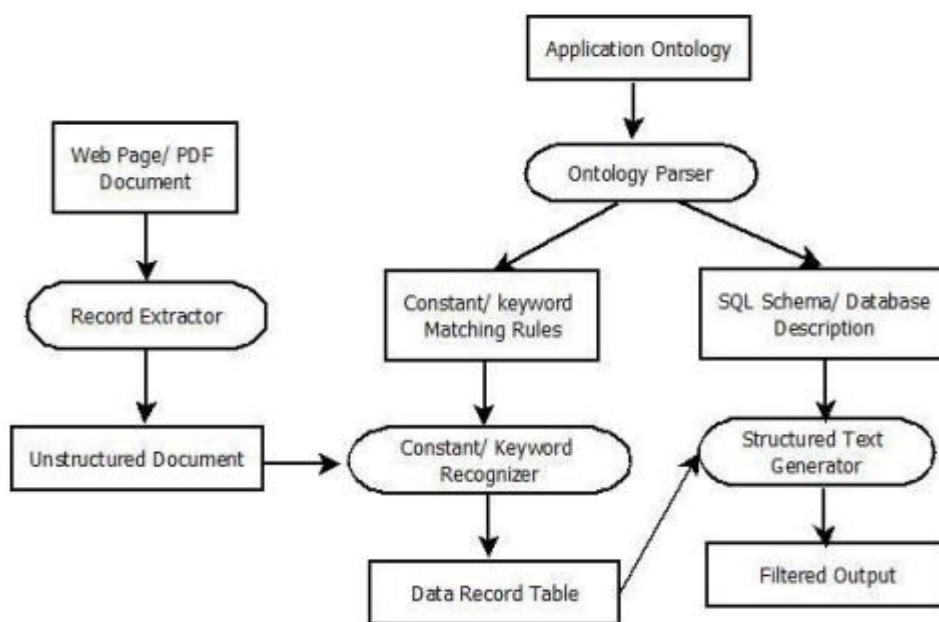 Application Ontology
Web Page/ PDF
Document
Ontology Parser
Record Extractor
Constant/ keyword
Matching Rules
SQL Schema/ Database
Description
Unstructured Document
Constant/ Keyword
Recognizer
Structured Text
Generator
Data Record Table
Filtered Output